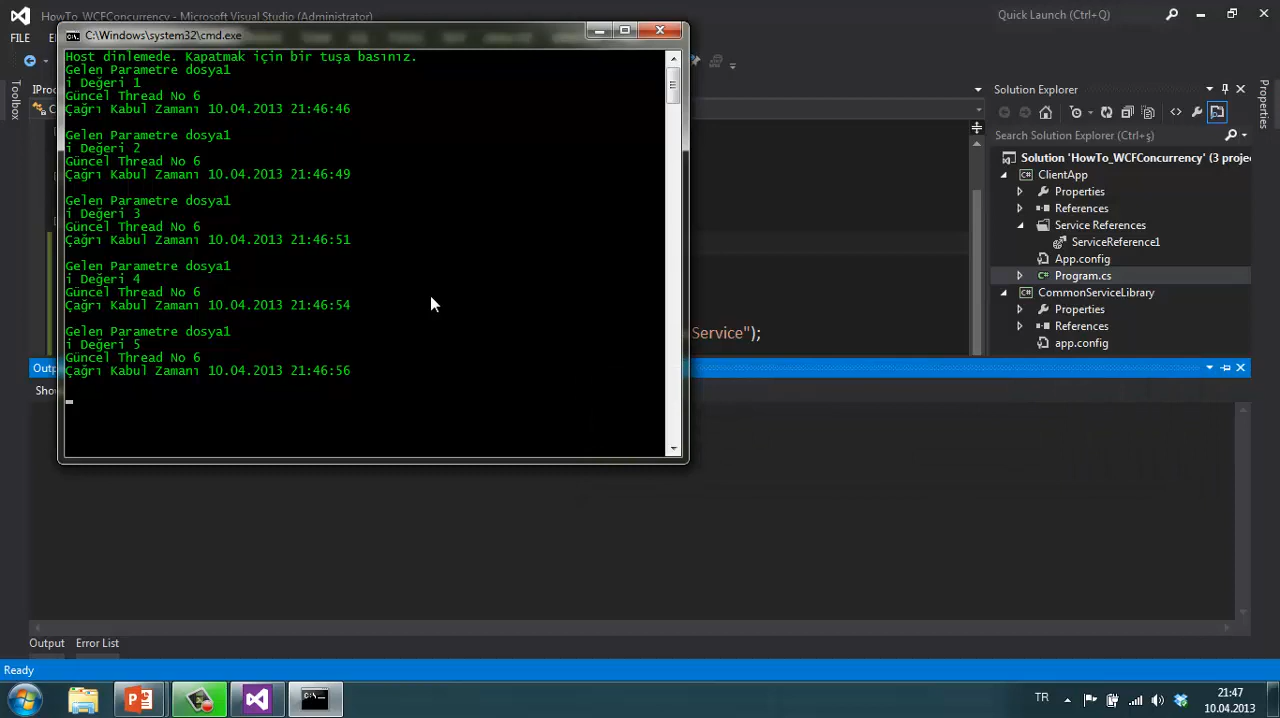 HowTo_WCFConcurrency - Microsoft Visual Studio (Administrator)
Quick Launch (Ctrl+Q)
FILE
C:\Windows\system32\cmd.exe
Host dinlemede. Kapatmak için bir tuşa basınız.
Gelen Parametre dosya1
i Değeri 1
Güncel Thread No 6
Çağrı Kabul Zamanı 10.04.2013 21:46:46
Gelen Parametre dosya1
i Değeri 2
Güncel Thread No 6
Çağrı Kabul Zamanı 10.04.2013 21:46:49
Gelen Parametre dosya1
i Değeri 3
Güncel Thread No 6
Çağrı Kabul Zamanı 10.04.2013 21:46:51
Gelen Parametre dosya1
i Değeri 4
Güncel Thread No 6
Çağrı Kabul Zamanı 10.04.2013 21:46:54
Gelen Parametre dosya1
i Değeri 5
Güncel Thread No 6
Çağrı Kabul Zamanı 10.04.2013 21:46:56
Toolbox
IProc
Service");
Solution Explorer
Search Solution Explorer (Ctrl+ş)
Solution 'HowTo_WCFConcurrency' (3 projec
ClientApp
Properties
References
Service References
ServiceReference1
App.config
Program.cs
CommonServiceLibrary
Properties
References
app.config
Properties
Outp
Show
Output
Error List
Ready
TR
21:47
10.04.2013